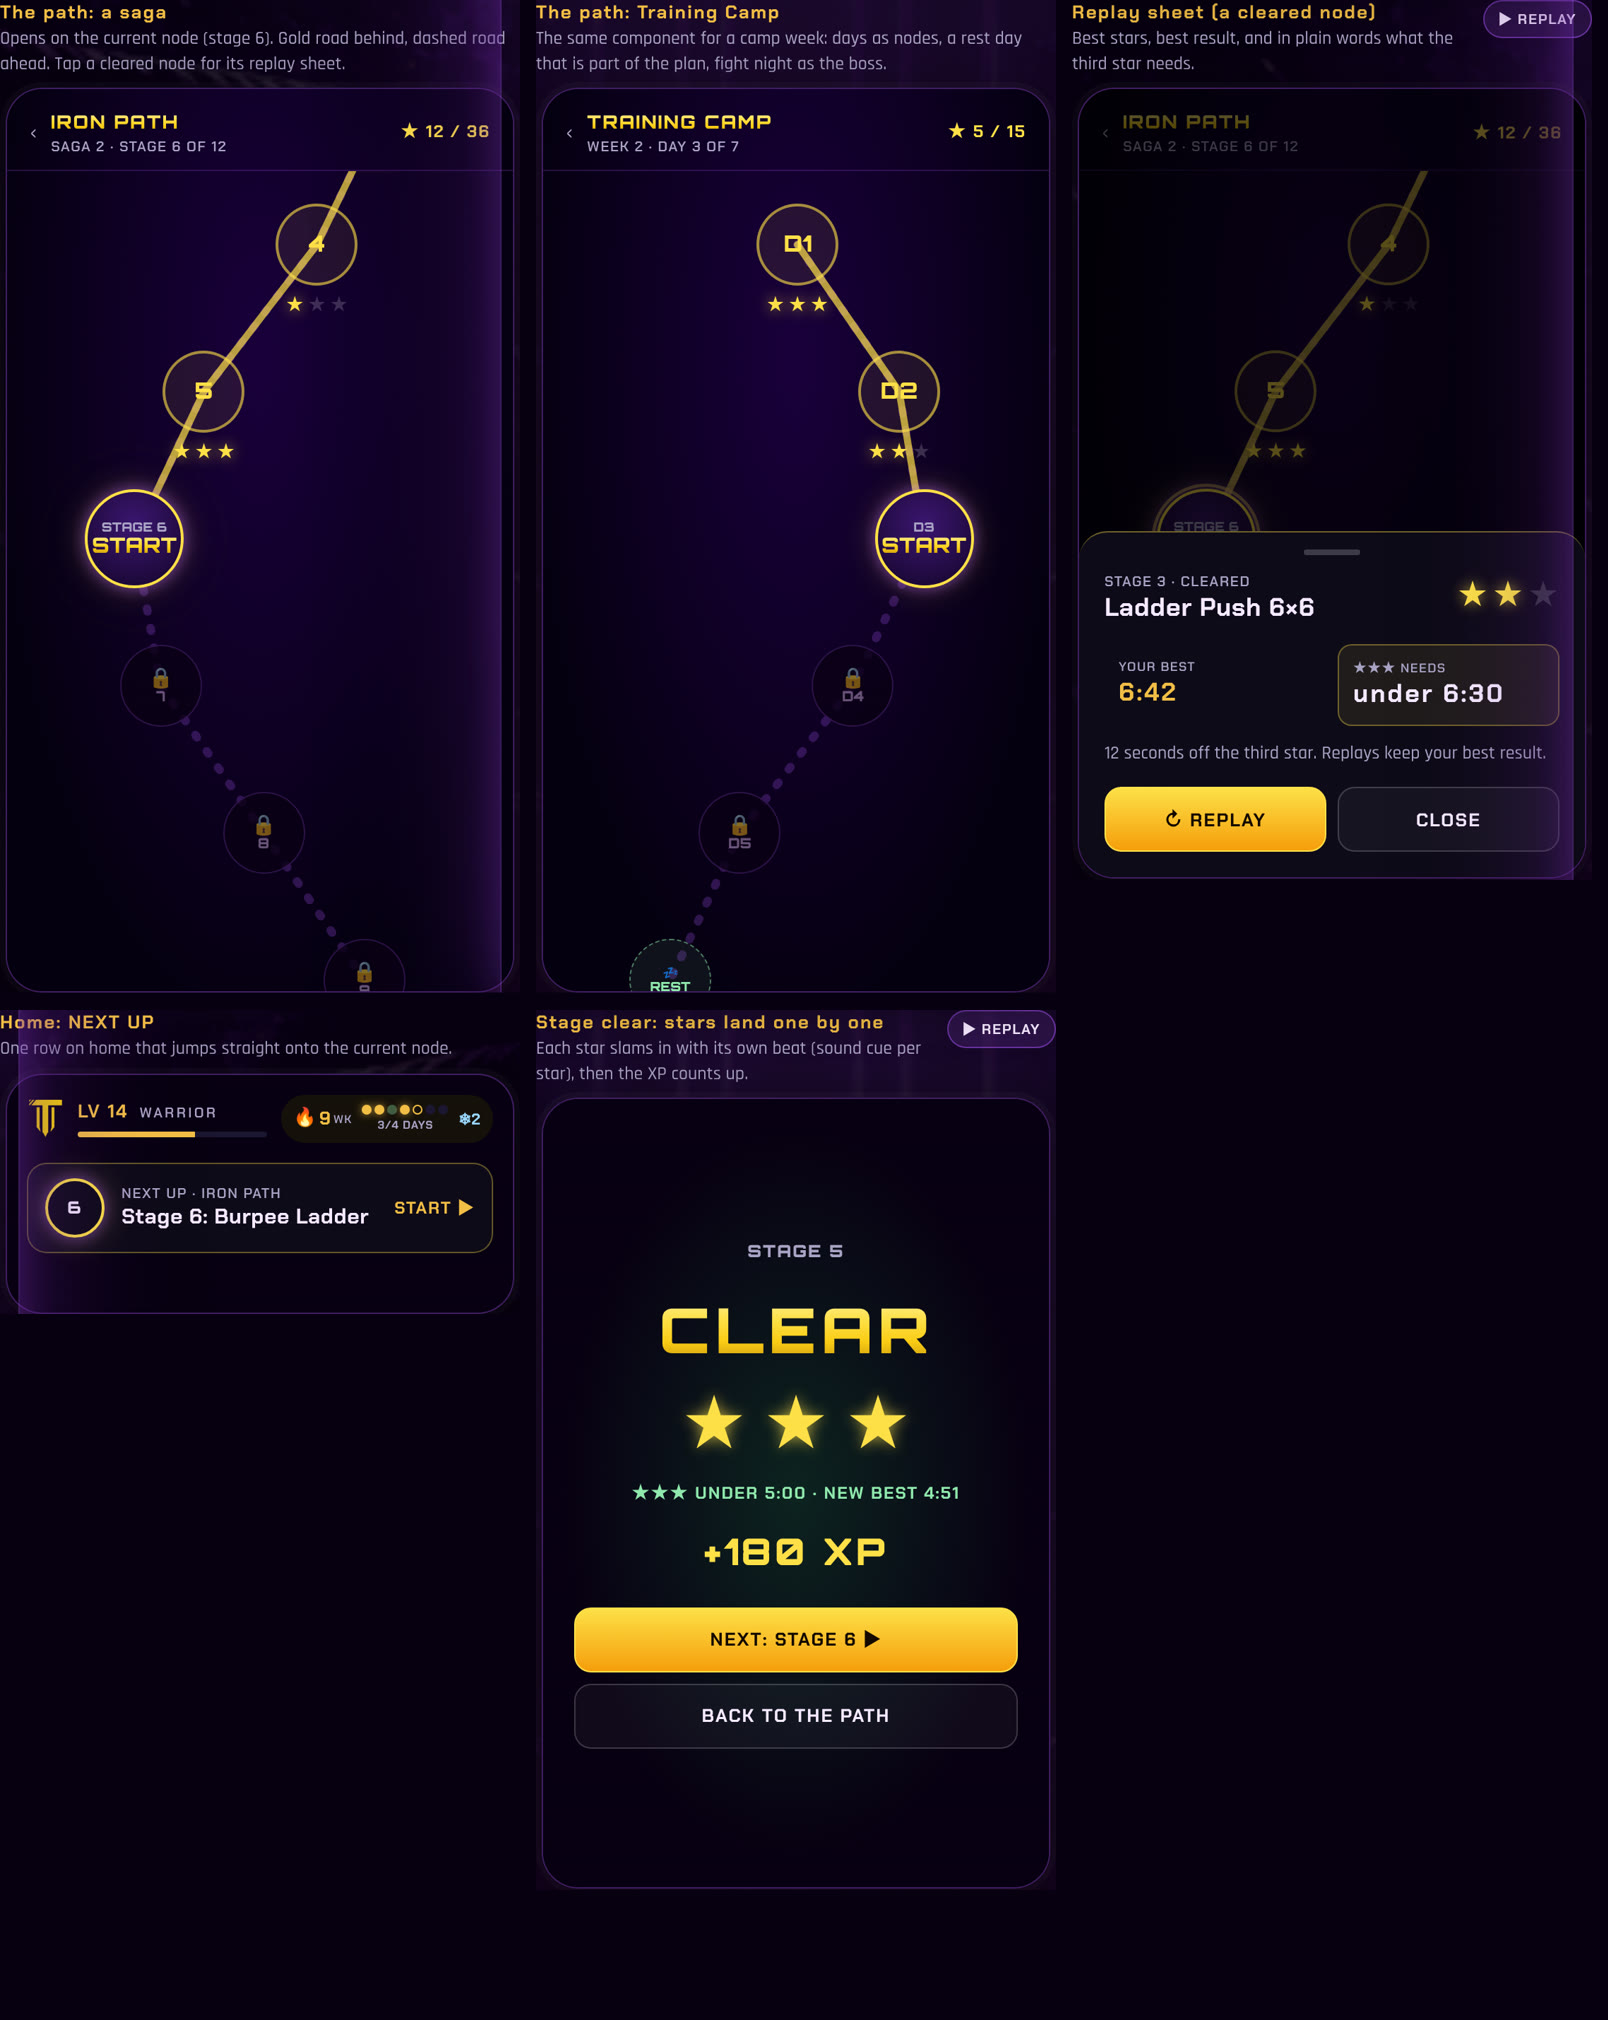 The path: a saga
Opens on the current node (stage 6). Gold road behind, dashed road
ahead. Tap a cleared node for its replay sheet.
‹ IRON PATH
SAGA 2 · STAGE 6 OF 12
★ 12 / 36
4
★★★
5
★★★
STAGE 6
START
7
8
9
The path: Training Camp
The same component for a camp week: days as nodes, a rest day
that is part of the plan, fight night as the boss.
‹ TRAINING CAMP
WEEK 2 · DAY 3 OF 7
★ 5 / 15
D1
★★★
D2
★★★
D3
START
D4
D5
REST
Replay sheet (a cleared node)
▶ REPLAY
Best stars, best result, and in plain words what the
third star needs.
‹ IRON PATH
SAGA 2 · STAGE 6 OF 12
★ 12 / 36
4
★★★
5
★★★
STAGE 6
STAGE 3 · CLEARED
Ladder Push 6×6
★★★
YOUR BEST
6:42
★★★ NEEDS
under 6:30
12 seconds off the third star. Replays keep your best result.
↻ REPLAY
CLOSE
Home: NEXT UP
One row on home that jumps straight onto the current node.
LV 14 WARRIOR
🔥 9 WK
3/4 DAYS
❄2
6
NEXT UP · IRON PATH
Stage 6: Burpee Ladder
START ▶
Stage clear: stars land one by one
▶ REPLAY
Each star slams in with its own beat (sound cue per
star), then the XP counts up.
STAGE 5
CLEAR
★ ★ ★
★★★ UNDER 5:00 · NEW BEST 4:51
+180 XP
NEXT: STAGE 6 ▶
BACK TO THE PATH